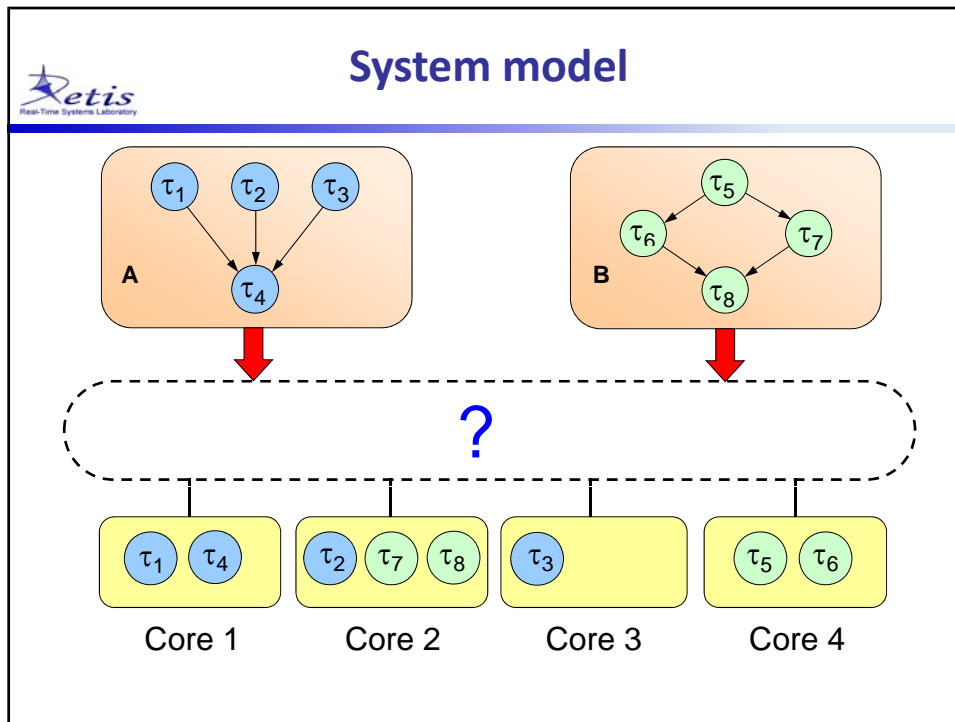 System model
Retis
Real-Time Systems Laboratory
τ1 τ2 τ3
A
τ4
τ5
τ6 τ7
B
τ8
?
τ1 τ4
τ2 τ7 τ8
τ3
τ5 τ6
Core 1
Core 2
Core 3
Core 4